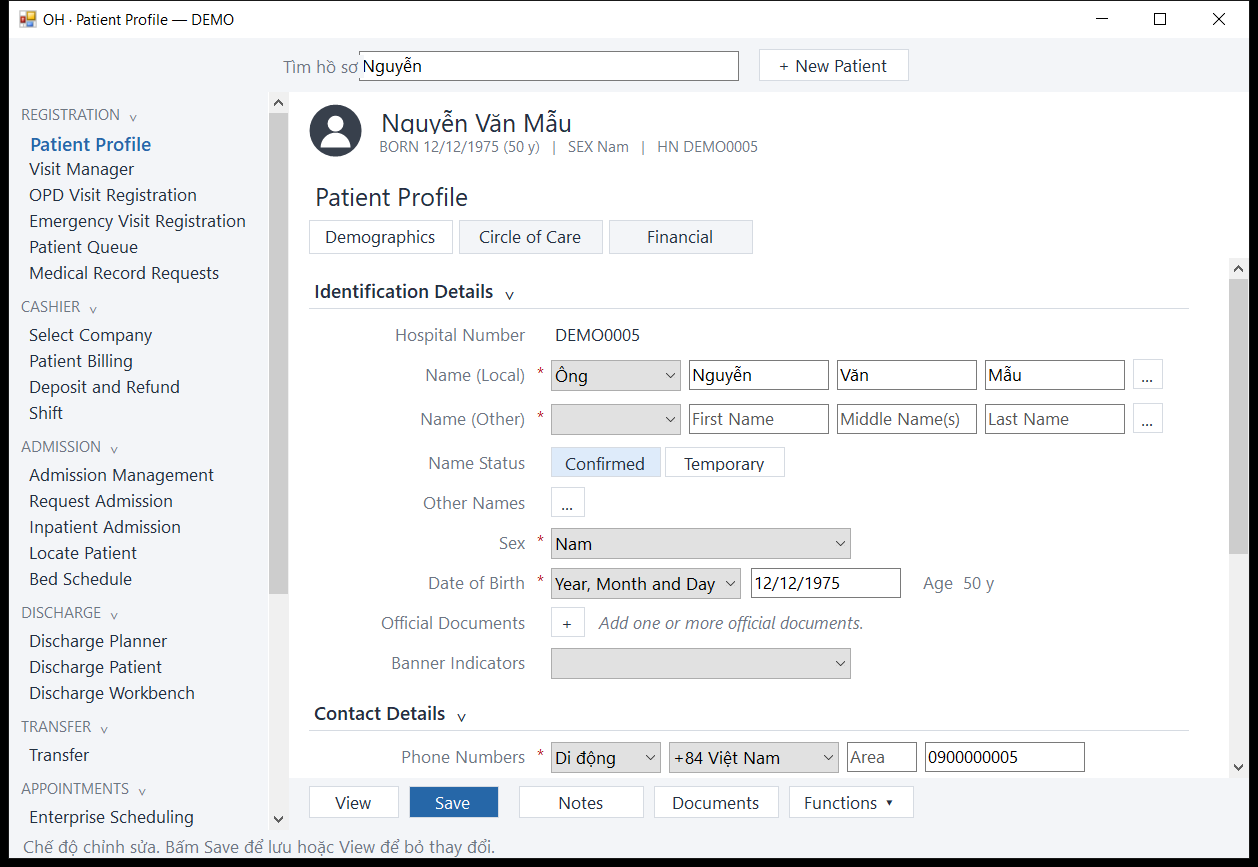 OH · Patient Profile — DEMO
Tìm hồ sơ Nguyễn + New Patient
REGISTRATION
Patient Profile
Visit Manager
OPD Visit Registration
Emergency Visit Registration
Patient Queue
Medical Record Requests
CASHIER
Select Company
Patient Billing
Deposit and Refund
Shift
ADMISSION
Admission Management
Request Admission
Inpatient Admission
Locate Patient
Bed Schedule
DISCHARGE
Discharge Planner
Discharge Patient
Discharge Workbench
TRANSFER
Transfer
APPOINTMENTS
Enterprise Scheduling
Nguyễn Văn Mẫu
BORN 12/12/1975 (50 y) | SEX Nam | HN DEMO0005
Patient Profile
Demographics Circle of Care Financial
Identification Details
Hospital Number DEMO0005
Name (Local) * Ông Nguyễn Văn Mẫu ...
Name (Other) * First Name Middle Name(s) Last Name ...
Name Status Confirmed Temporary
Other Names ...
Sex * Nam
Date of Birth * Year, Month and Day 12/12/1975 Age 50 y
Official Documents + Add one or more official documents.
Banner Indicators
Contact Details
Phone Numbers * Di động +84 Việt Nam Area 0900000005
View Save Notes Documents Functions
Chế độ chỉnh sửa. Bấm Save để lưu hoặc View để bỏ thay đổi.